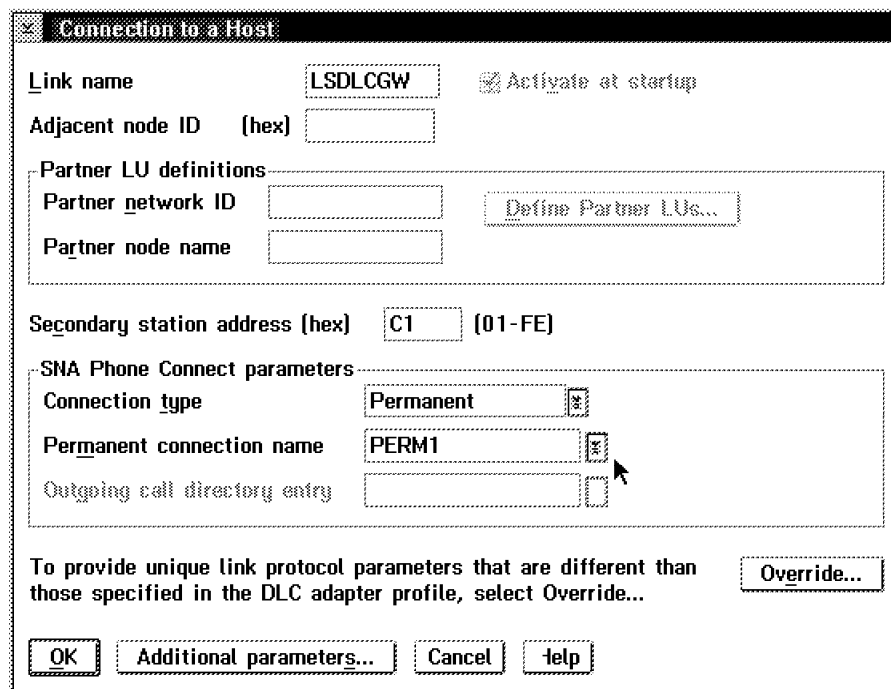 Connection to a Host
Link name LSDLCGW Activate at startup
Adjacent node ID (hex)
Partner LU definitions
Partner network ID Define Partner LUs...
Partner node name
Secondary station address (hex) C1 (01-FE)
SNA Phone Connect parameters
Connection type Permanent
Permanent connection name PERM1
Outgoing call directory entry
To provide unique link protocol parameters that are different than
those specified in the DLC adapter profile, select Override... Override...
OK Additional parameters... Cancel Help